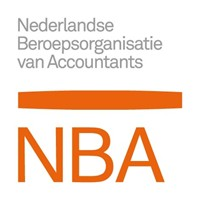 Nederlandse
Beroepsorganisatie
van Accountants
NBA